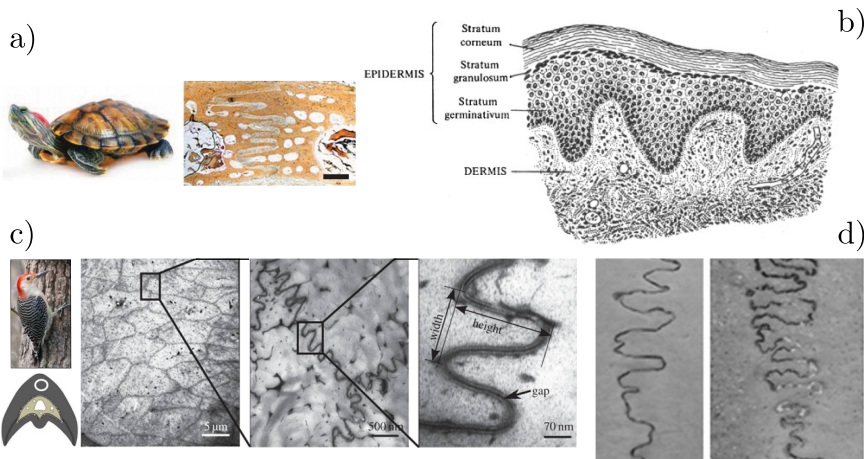 a)
b)
Stratum
corneum
Stratum
granulosum
EPIDERMIS
Stratum
germinativum
DERMIS
c)
d)
width
height
gap
5 μm
500 nm
70 nm